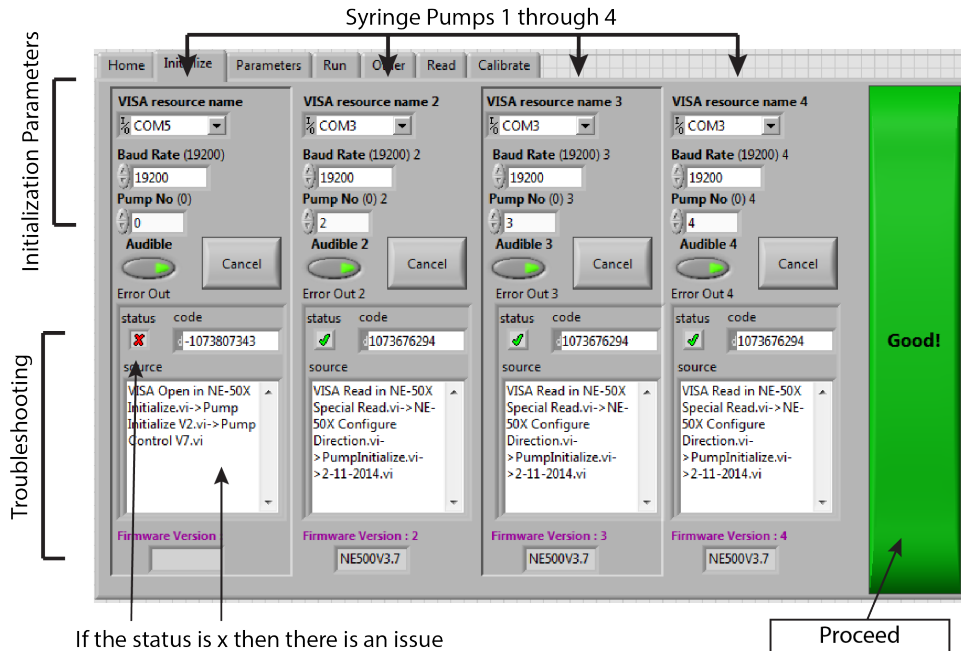 Syringe Pumps 1 through 4
Initialization Parameters
Home Initialize Parameters Run Other Read Calibrate
VISA resource name
COM5
Baud Rate (19200)
19200
Pump No (0)
0
Audible
Cancel
Error Out
status code
-1073807343
source
VISA Open in NE-50X
Initialize.vi->Pump
Initialize V2.vi->Pump
Control V7.vi
Firmware Version :
VISA resource name 2
COM3
Baud Rate (19200) 2
19200
Pump No (0) 2
2
Audible 2
Cancel
Error Out 2
status code
1073676294
source
VISA Read in NE-50X
Special Read.vi->NE-
50X Configure
Direction.vi-
>PumpInitialize.vi-
>2-11-2014.vi
Firmware Version : 2
NE500V3.7
VISA resource name 3
COM3
Baud Rate (19200) 3
19200
Pump No (0) 3
3
Audible 3
Cancel
Error Out 3
status code
1073676294
source
VISA Read in NE-50X
Special Read.vi->NE-
50X Configure
Direction.vi-
>PumpInitialize.vi-
>2-11-2014.vi
Firmware Version : 3
NE500V3.7
VISA resource name 4
COM3
Baud Rate (19200) 4
19200
Pump No (0) 4
4
Audible 4
Cancel
Error Out 4
status code
1073676294
source
VISA Read in NE-50X
Special Read.vi->NE-
50X Configure
Direction.vi-
>PumpInitialize.vi-
>2-11-2014.vi
Firmware Version : 4
NE500V3.7
Good!
Troubleshooting
If the status is x then there is an issue
Proceed